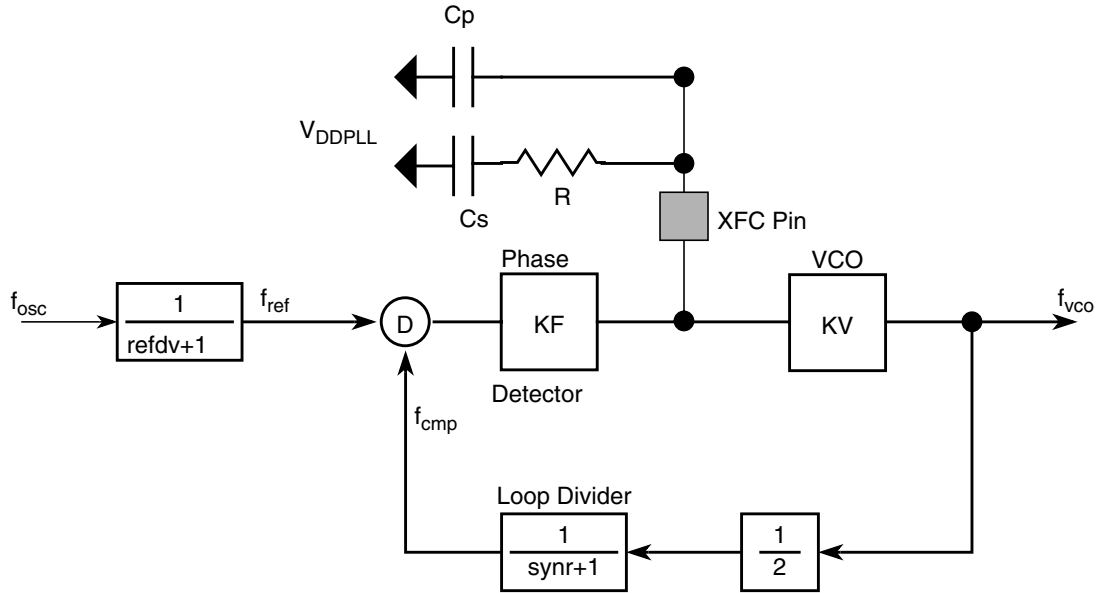 Cp
VDDPLL
Cs
R
XFC Pin
Phase
VCO
fosc
1
refdv+1
fref
D
KF
KV
fvco
Detector
fcmp
Loop Divider
1
synr+1
1
2